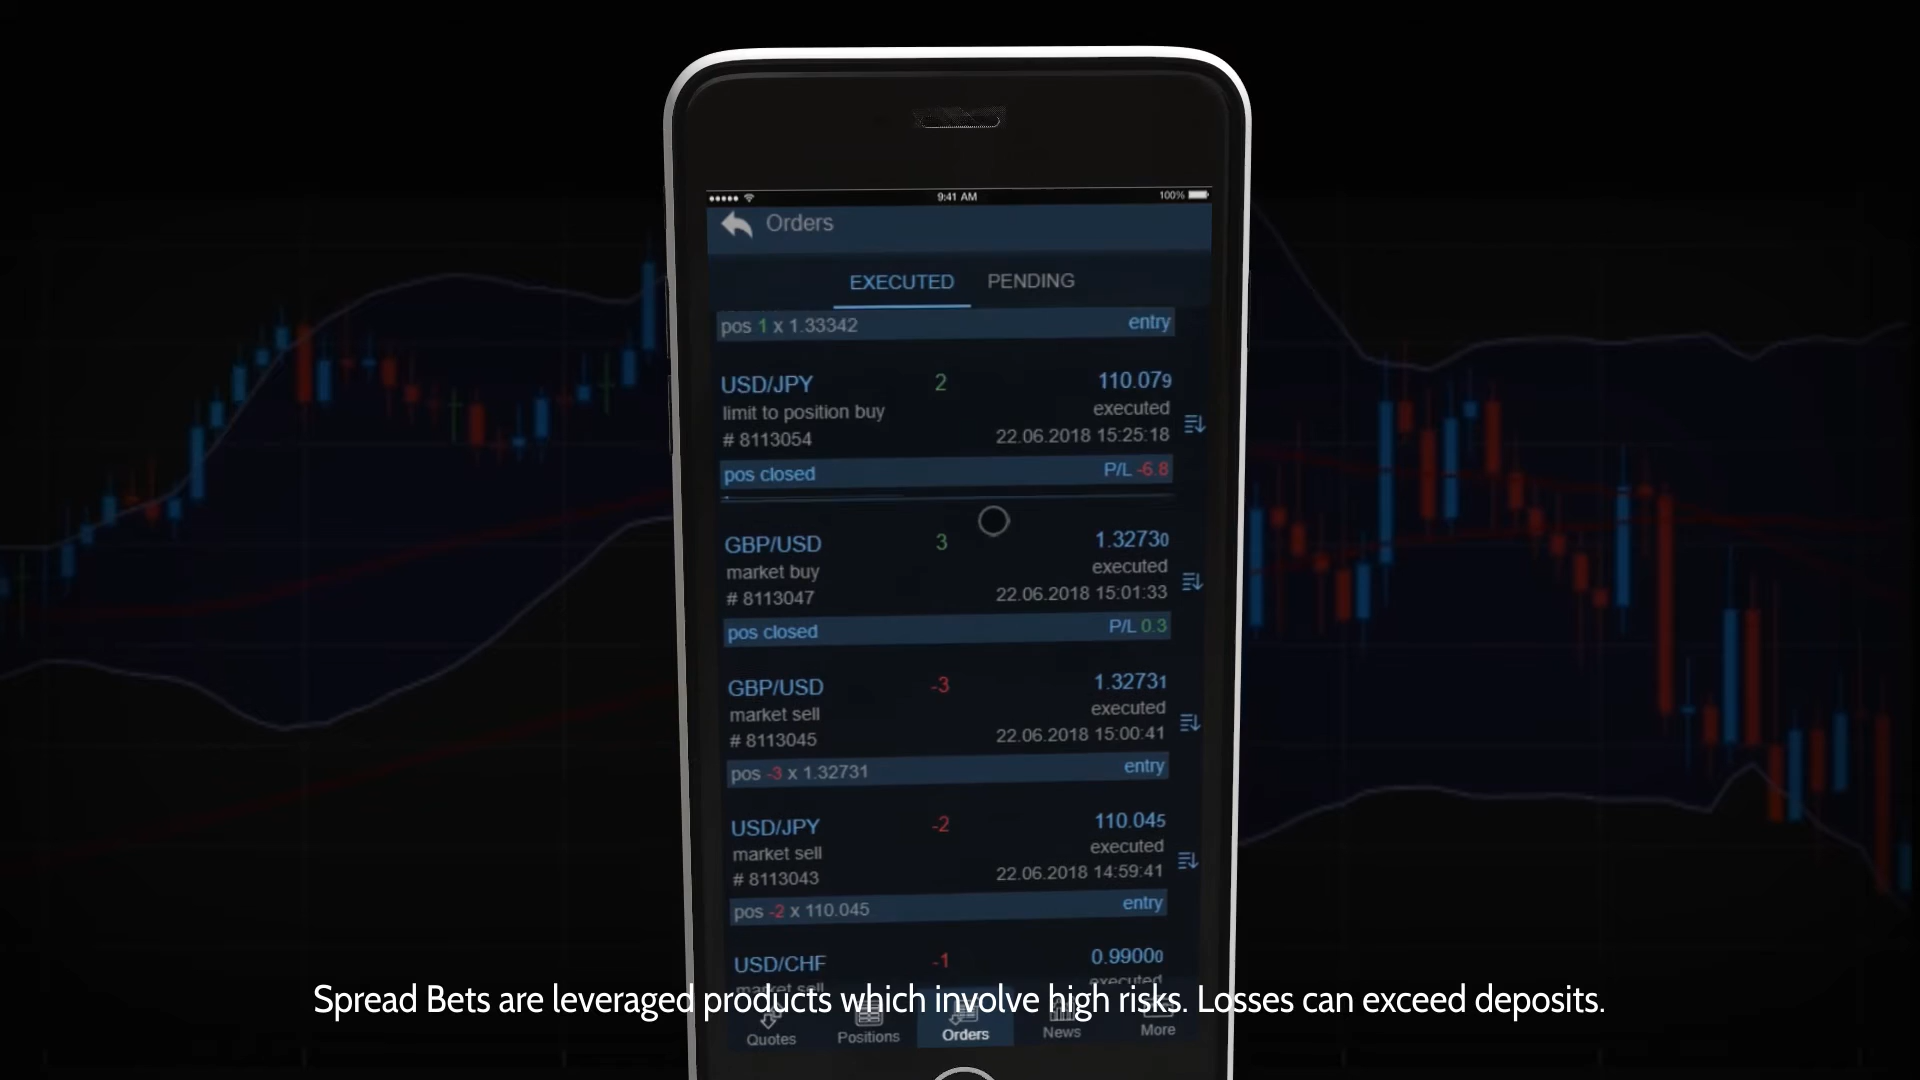 9:41 AM 100%
Orders
EXECUTED PENDING
pos 1 x 1.33342 entry
USD/JPY 2 110.079
limit to position buy executed
# 8113054 22.06.2018 15:25:18
pos closed P/L -6.8
GBP/USD 3 1.32730
market buy executed
# 8113047 22.06.2018 15:01:33
pos closed P/L 0.3
GBP/USD -3 1.32731
market sell executed
# 8113045 22.06.2018 15:00:41
pos -3 x 1.32731 entry
USD/JPY -2 110.045
market sell executed
# 8113043 22.06.2018 14:59:41
pos -2 x 110.045 entry
USD/CHF -1 0.99000
market sell executed
Spread Bets are leveraged products which involve high risks. Losses can exceed deposits.
Quotes Positions Orders News More